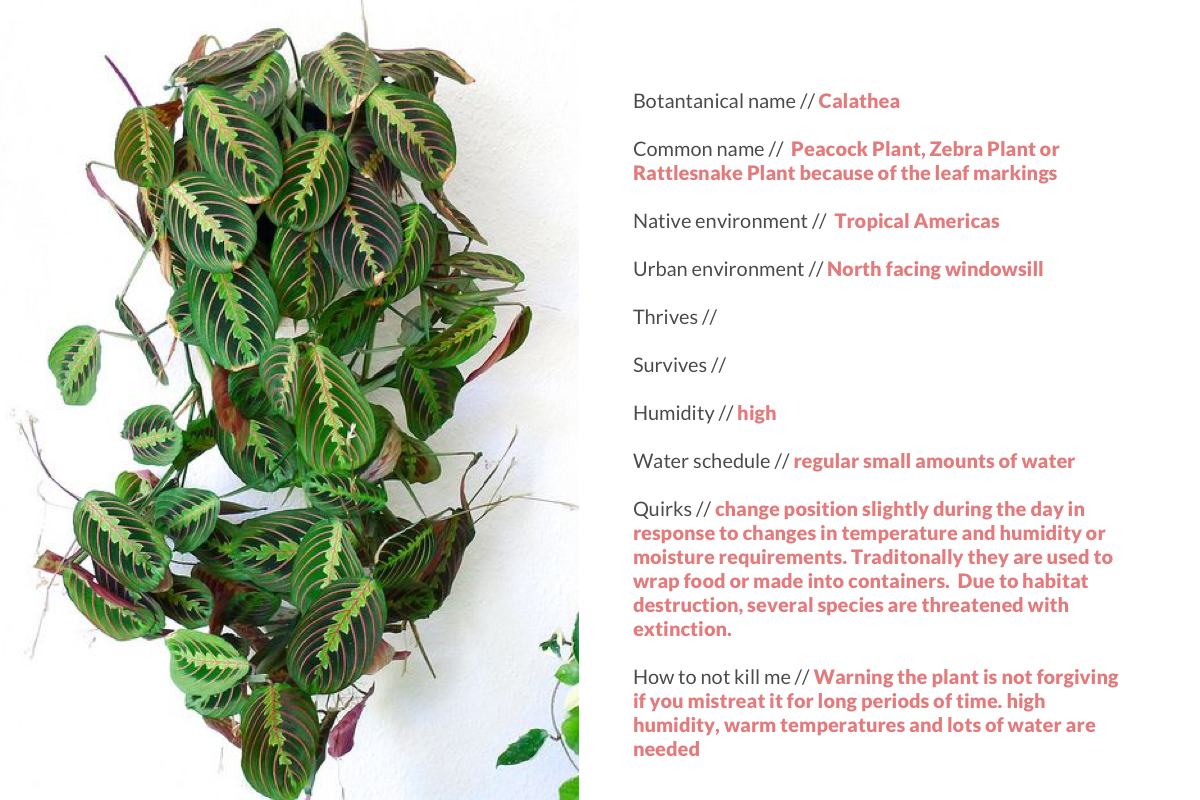 Botantanical name // Calathea
Common name // Peacock Plant, Zebra Plant or
Rattlesnake Plant because of the leaf markings
Native environment // Tropical Americas
Urban environment // North facing windowsill
Thrives //
Survives //
Humidity // high
Water schedule // regular small amounts of water
Quirks // change position slightly during the day in
response to changes in temperature and humidity or
moisture requirements. Traditonally they are used to
wrap food or made into containers. Due to habitat
destruction, several species are threatened with
extinction.
How to not kill me // Warning the plant is not forgiving
if you mistreat it for long periods of time. high
humidity, warm temperatures and lots of water are
needed